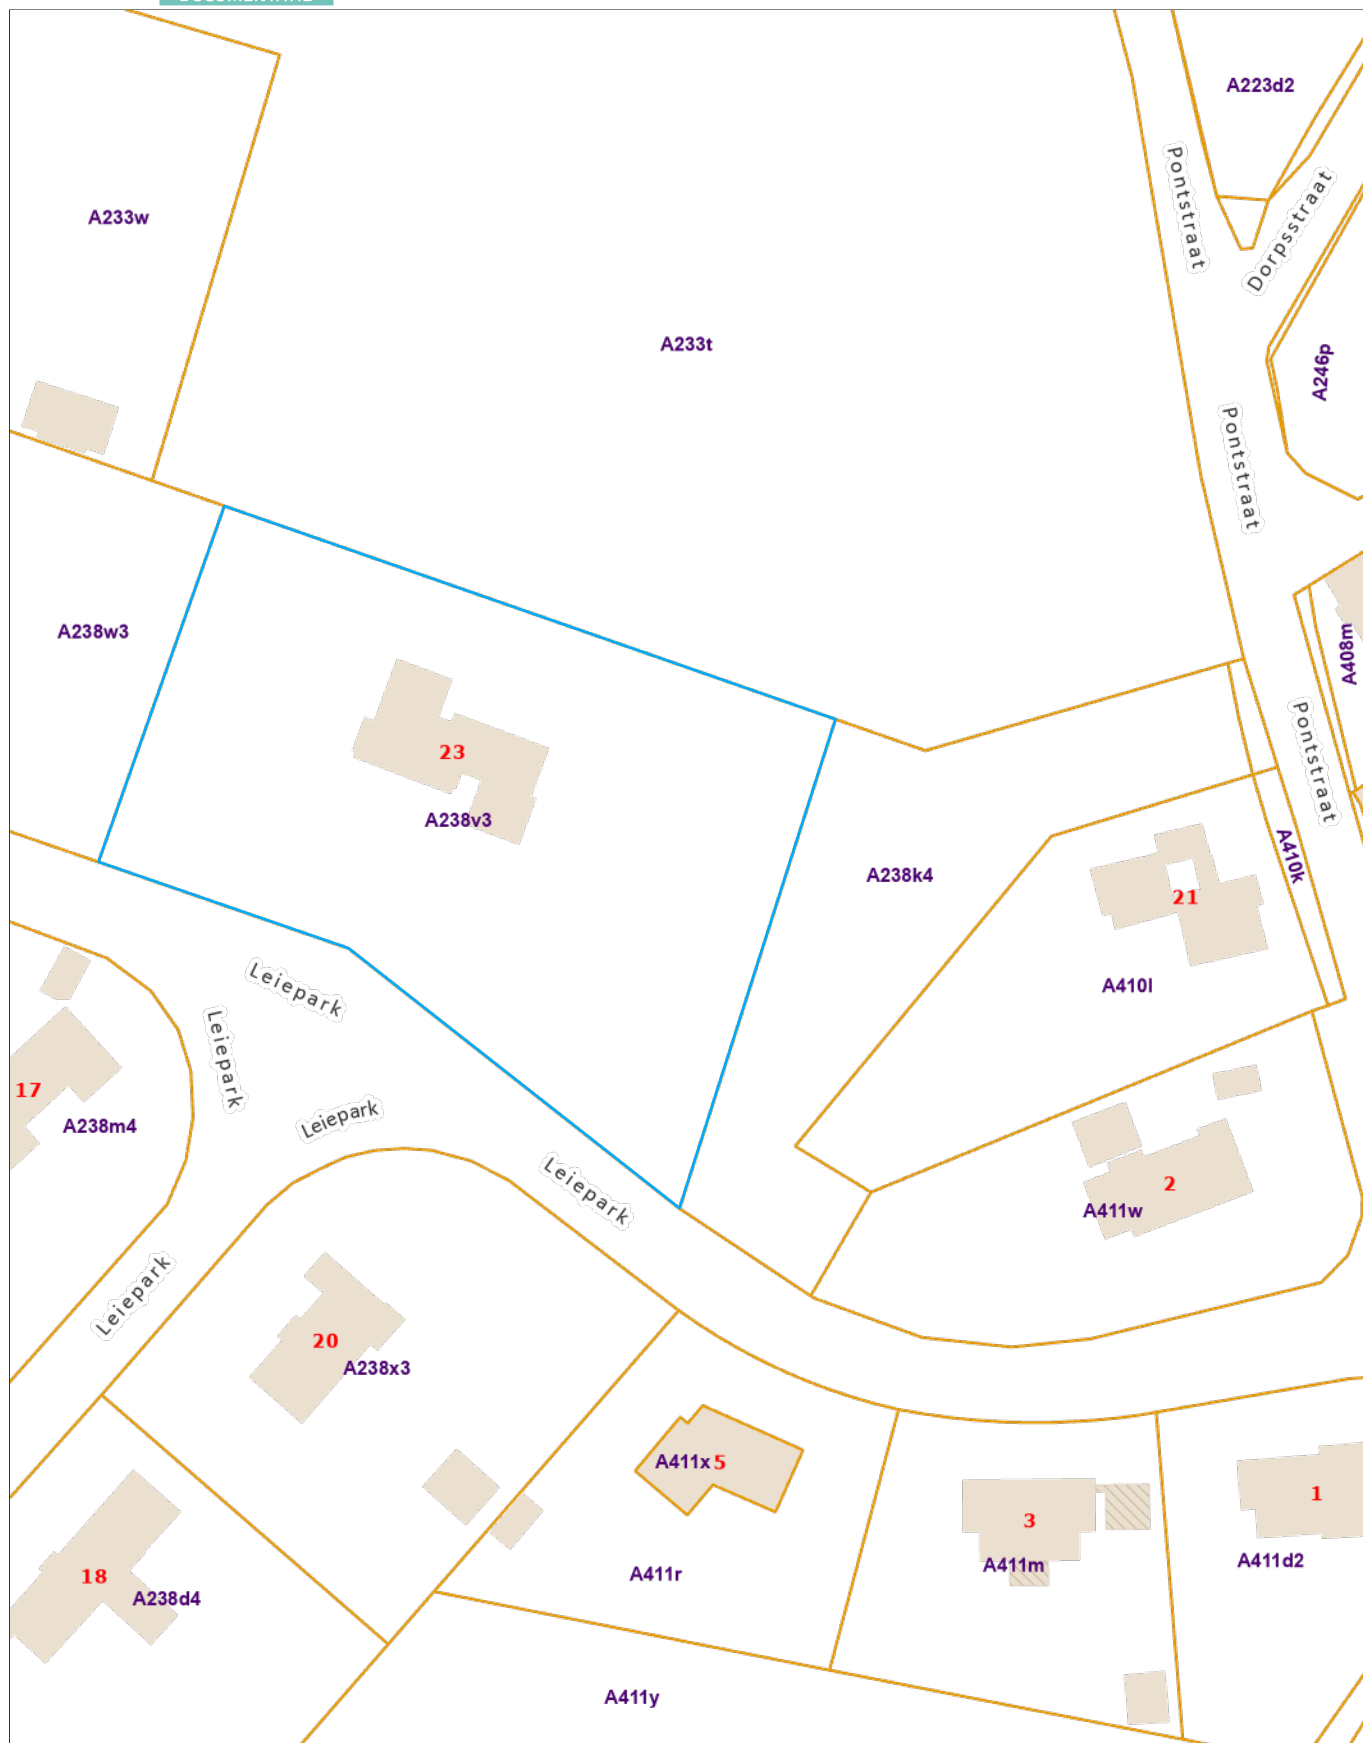 A223d2
Pontstraat
Dorpsstraat
A233w
A233t
A246p
Pontstraat
A238w3
A408m
23
Pontstraat
A238v3
A238k4
A410k
21
A410l
Leiepark
Leiepark
17
Leiepark
A238m4
Leiepark
2
A411w
Leiepark
20
A238x3
A411x
5
1
3
A411d2
A411m
A411r
18
A238d4
A411y